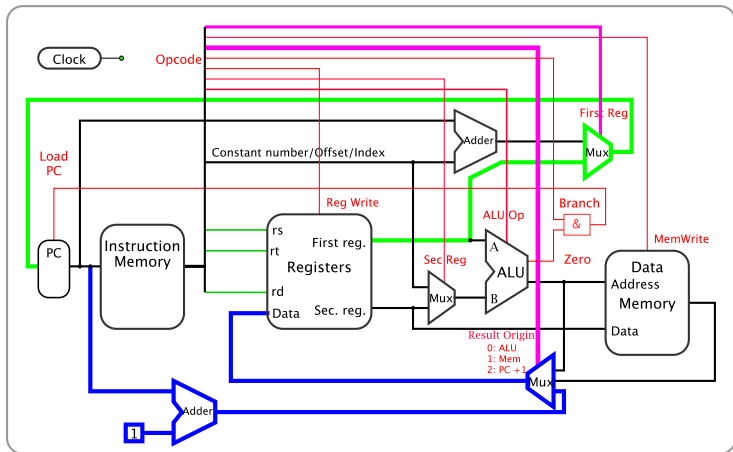 Clock
Opcode
First Reg
Adder
Mux
Constant number/Offset/Index
Load
PC
Reg Write
Branch
ALU Op
&
MemWrite
PC
Instruction
Memory
rs
rt
rd
Data
First reg.
Registers
Sec. reg.
Sec Reg
Mux
A
ALU
B
Zero
Data
Address
Memory
Data
Result Origin
0: ALU
1: Mem
2: PC +1
Mux
Adder
1